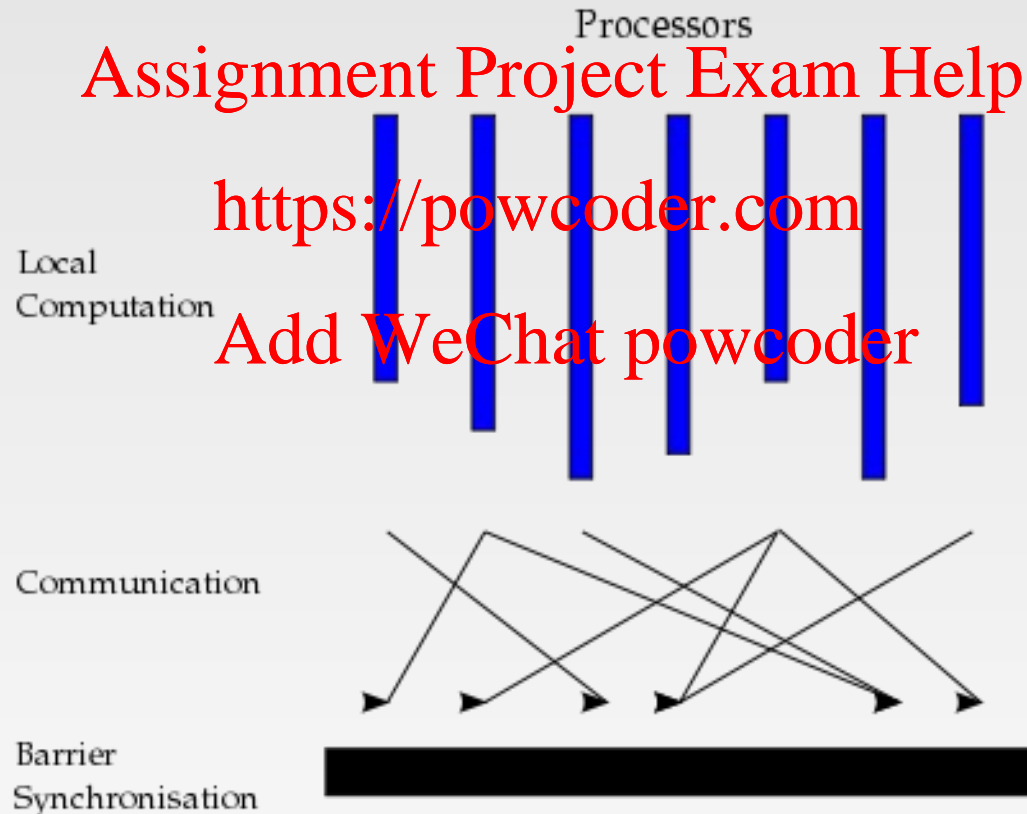 Processors
Assignment Project Exam Help
https://powcoder.com
Local
Computation
Add WeChat powcoder
Communication
Barrier
Synchronisation